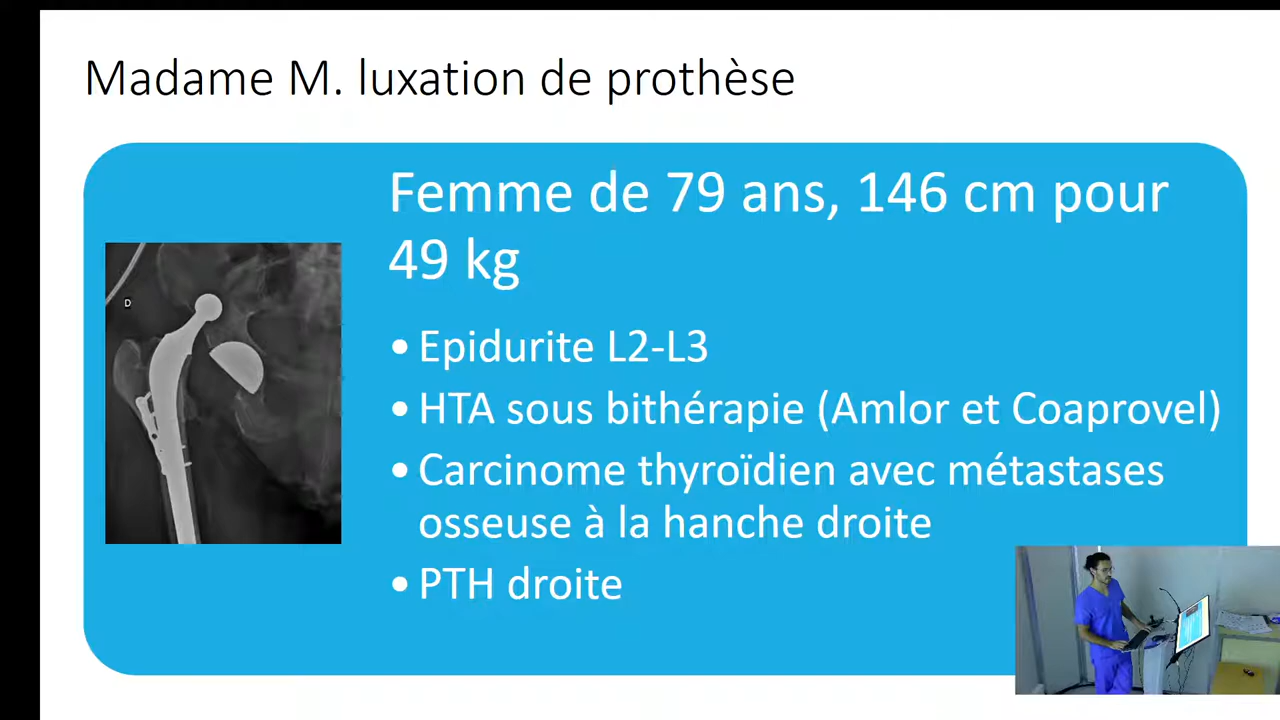 Madame M. luxation de prothèse
Femme de 79 ans, 146 cm pour
49 kg
• Epidurite L2-L3
• HTA sous bithérapie (Amlor et Coaprovel)
• Carcinome thyroïdien avec métastases
osseuse à la hanche droite
• PTH droite
D